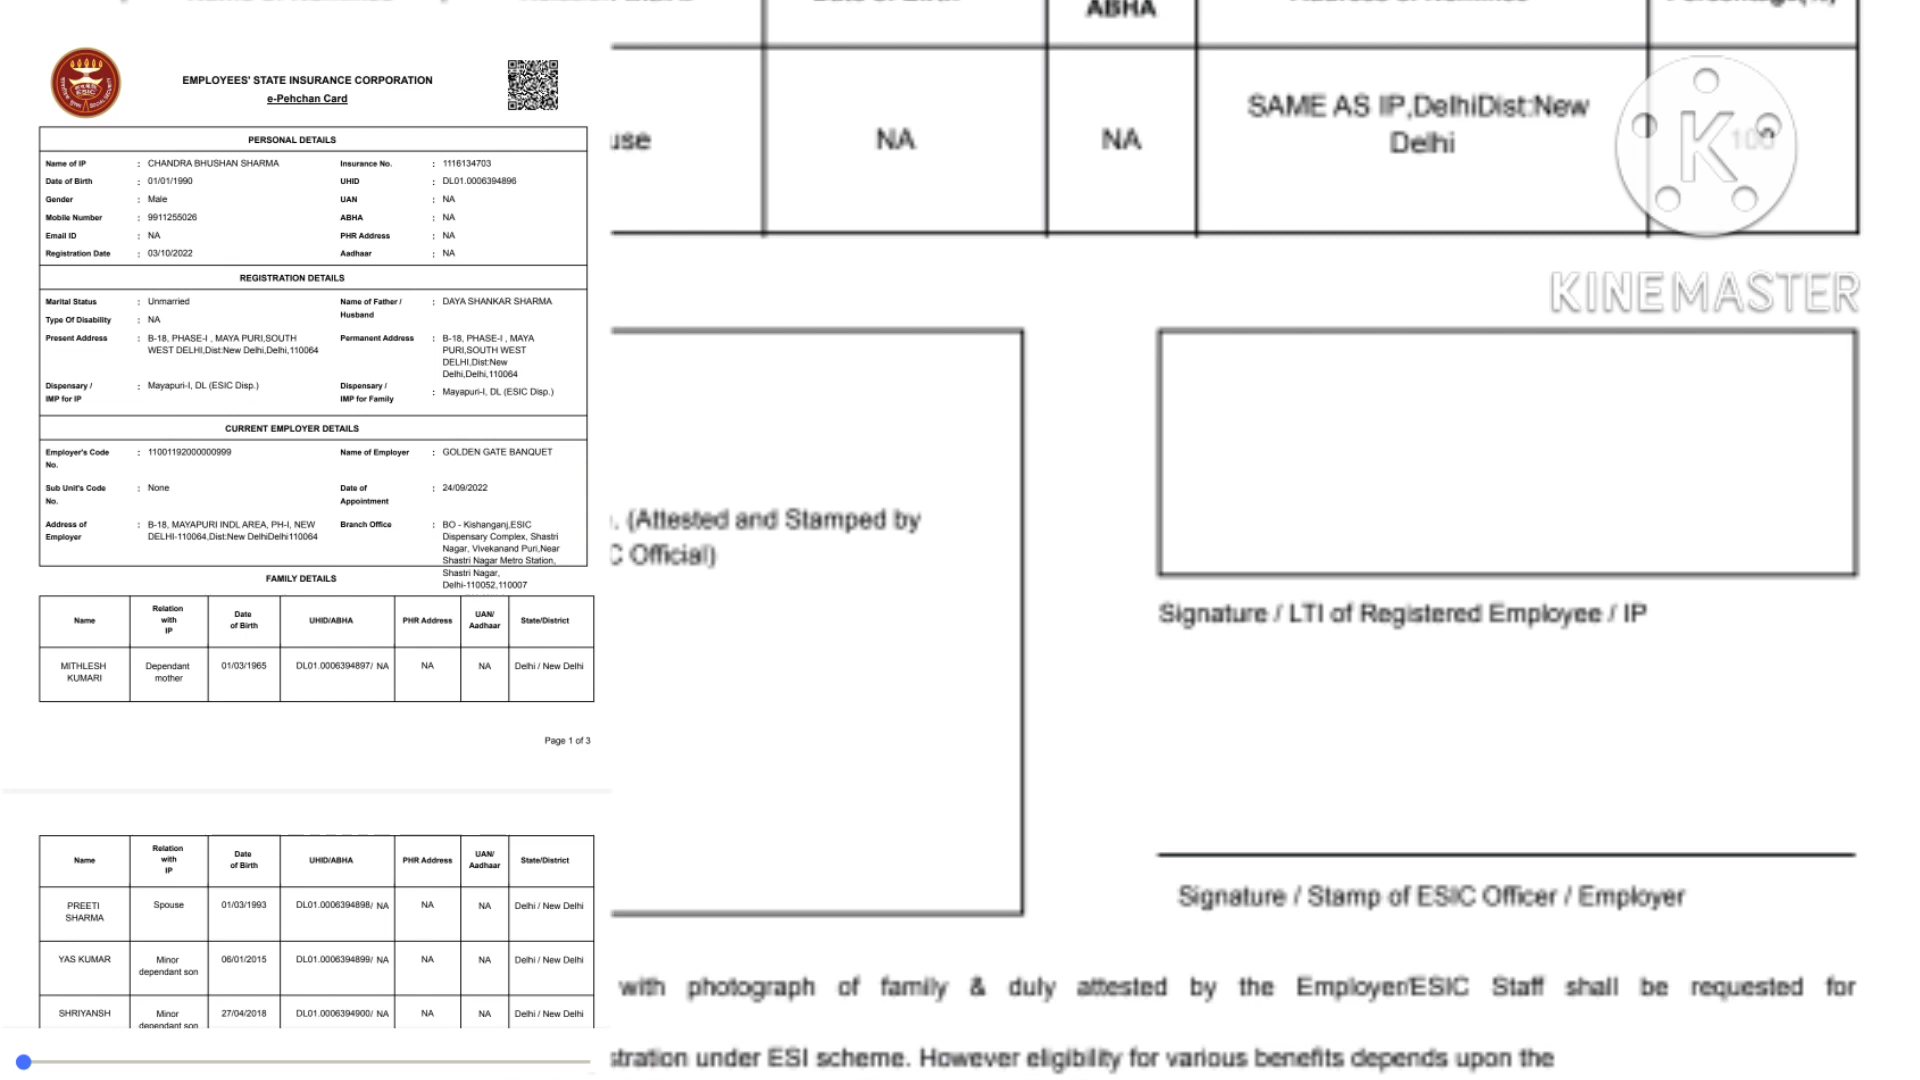 EMPLOYEES' STATE INSURANCE CORPORATION
e-Pehchan Card
ESIC
PERSONAL DETAILS
Name of IP : CHANDRA BHUSHAN SHARMA Insurance No. : 1116134703
Date of Birth : 01/01/1990 UHID : DL01.0006394896
Gender : Male UAN : NA
Mobile Number : 9911255026 ABHA : NA
Email ID : NA PHR Address : NA
Registration Date : 03/10/2022 Aadhaar : NA
REGISTRATION DETAILS
Marital Status : Unmarried Name of Father / : DAYA SHANKAR SHARMA
Husband
Type Of Disability : NA
Present Address : B-18, PHASE-I , MAYA PURI,SOUTH Permanent Address : B-18, PHASE-I , MAYA
WEST DELHI,Dist:New Delhi,Delhi,110064 PURI,SOUTH WEST
DELHI,Dist:New
Delhi,Delhi,110064
Dispensary / : Mayapuri-I, DL (ESIC Disp.) Dispensary / : Mayapuri-I, DL (ESIC Disp.)
IMP for IP IMP for Family
CURRENT EMPLOYER DETAILS
Employer's Code : 11001192000000999 Name of Employer : GOLDEN GATE BANQUET
No.
Sub Unit's Code : None Date of : 24/09/2022
No. Appointment
Address of : B-18, MAYAPURI INDL AREA, PH-I, NEW Branch Office : BO - Kishanganj,ESIC
Employer DELHI-110064,Dist:New DelhiDelhi110064 Dispensary Complex, Shastri
Nagar, Vivekanand Puri,Near
Shastri Nagar Metro Station,
Shastri Nagar,
Delhi-110052,110007
FAMILY DETAILS
Name Relation with IP Date of Birth UHID/ABHA PHR Address UAN/ Aadhaar State/District
MITHLESH KUMARI Dependant mother 01/03/1965 DL01.0006394897/ NA NA NA Delhi / New Delhi
Page 1 of 3
Name Relation with IP Date of Birth UHID/ABHA PHR Address UAN/ Aadhaar State/District
PREETI SHARMA Spouse 01/03/1993 DL01.0006394898/ NA NA NA Delhi / New Delhi
YAS KUMAR Minor dependant son 06/01/2015 DL01.0006394899/ NA NA NA Delhi / New Delhi
SHRIYANSH Minor dependant son 27/04/2018 DL01.0006394900/ NA NA NA Delhi / New Delhi
ABHA
use NA NA SAME AS IP,DelhiDist:New
Delhi
K
KINEMASTER
. (Attested and Stamped by
C Official)
Signature / LTI of Registered Employee / IP
Signature / Stamp of ESIC Officer / Employer
with photograph of family & duly attested by the Employer/ESIC Staff shall be requested for
stration under ESI scheme. However eligibility for various benefits depends upon the